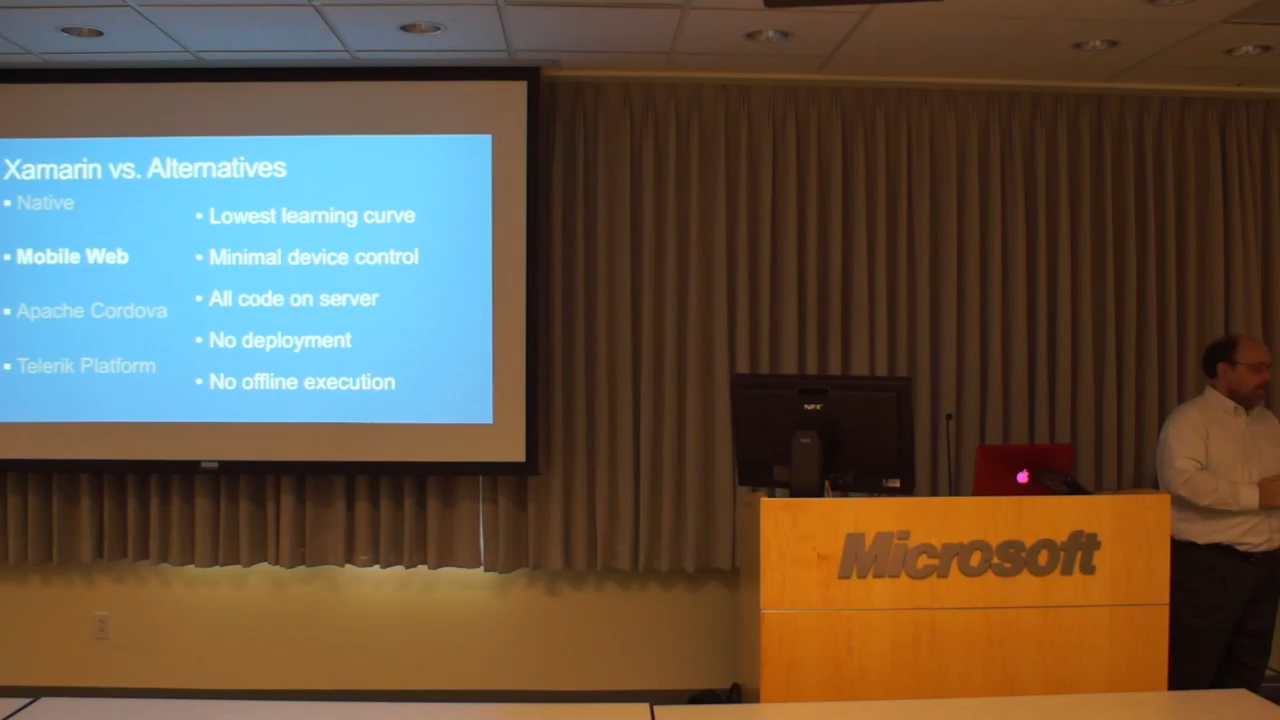 Xamarin vs. Alternatives
▪ Native
▪ Mobile Web
▪ Apache Cordova
▪ Telerik Platform
• Lowest learning curve
• Minimal device control
• All code on server
• No deployment
• No offline execution
NEC
Microsoft